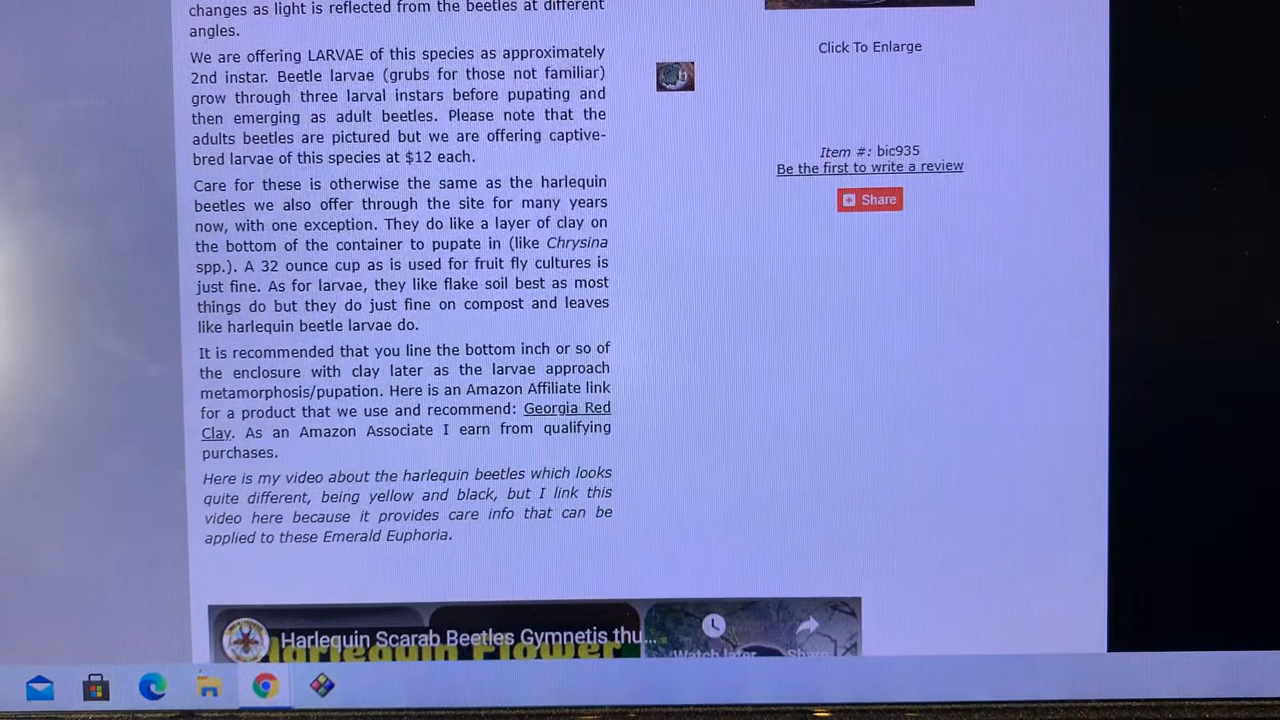 changes as light is reflected from the beetles at different
angles.
We are offering LARVAE of this species as approximately
2nd instar. Beetle larvae (grubs for those not familiar)
grow through three larval instars before pupating and
then emerging as adult beetles. Please note that the
adults beetles are pictured but we are offering captive-
bred larvae of this species at $12 each.
Care for these is otherwise the same as the harlequin
beetles we also offer through the site for many years
now, with one exception. They do like a layer of clay on
the bottom of the container to pupate in (like Chrysina
spp.). A 32 ounce cup as is used for fruit fly cultures is
just fine. As for larvae, they like flake soil best as most
things do but they do just fine on compost and leaves
like harlequin beetle larvae do.
It is recommended that you line the bottom inch or so of
the enclosure with clay later as the larvae approach
metamorphosis/pupation. Here is an Amazon Affiliate link
for a product that we use and recommend: Georgia Red
Clay. As an Amazon Associate I earn from qualifying
purchases.
Here is my video about the harlequin beetles which looks
quite different, being yellow and black, but I link this
video here because it provides care info that can be
applied to these Emerald Euphoria.
Click To Enlarge
Item #: bic935
Be the first to write a review
Share
Harlequin Scarab Beetles Gymnetis thu...
Harlequin Flower
Watch later
Share